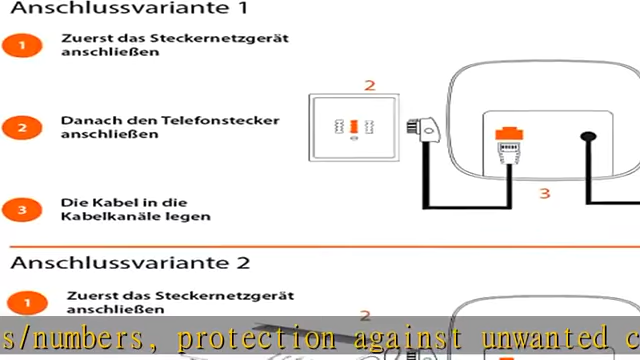 Anschlussvariante 1
1
Zuerst das Steckernetzgerät
anschließen
2
2
Danach den Telefonstecker
anschließen
3
3
Die Kabel in die
Kabelkanäle legen
Anschlussvariante 2
1
Zuerst das Steckernetzgerät
anschließen
2
s/numbers, protection against unwanted c